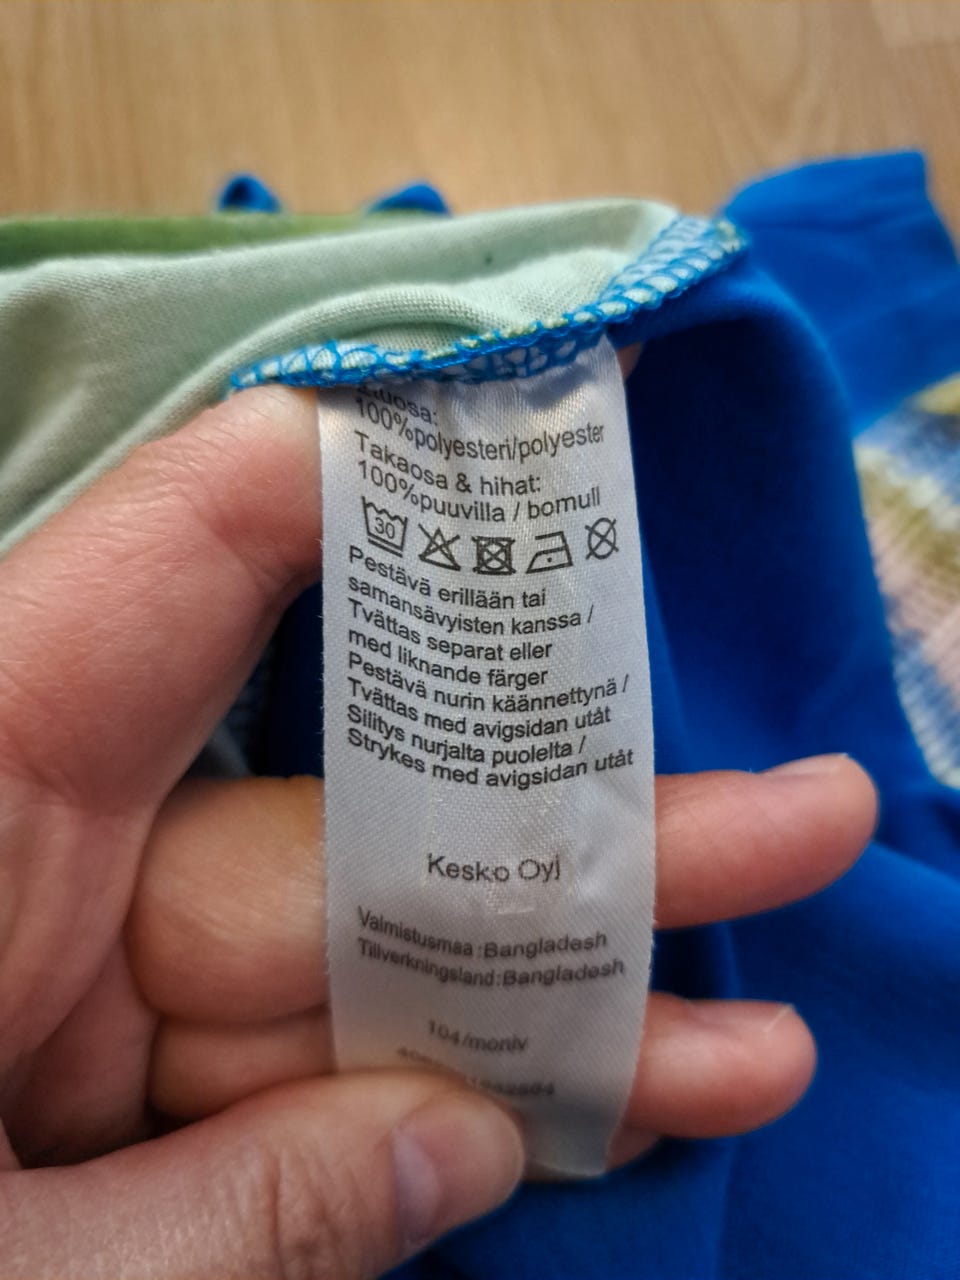 Etuosa:
100%polyesteri/polyester
Takaosa & hihat:
100%puuvilla / bomull
30
Pestävä erillään tai
samansävyisten kanssa /
Tvättas separat eller
med liknande färger
Pestävä nurin käännettynä /
Tvättas med avigsidan utåt
Silitys nurjalta puolelta /
Strykes med avigsidan utåt
Kesko Oyj
Valmistusmaa:Bangladesh
Tillverkningsland:Bangladesh
104/moniv